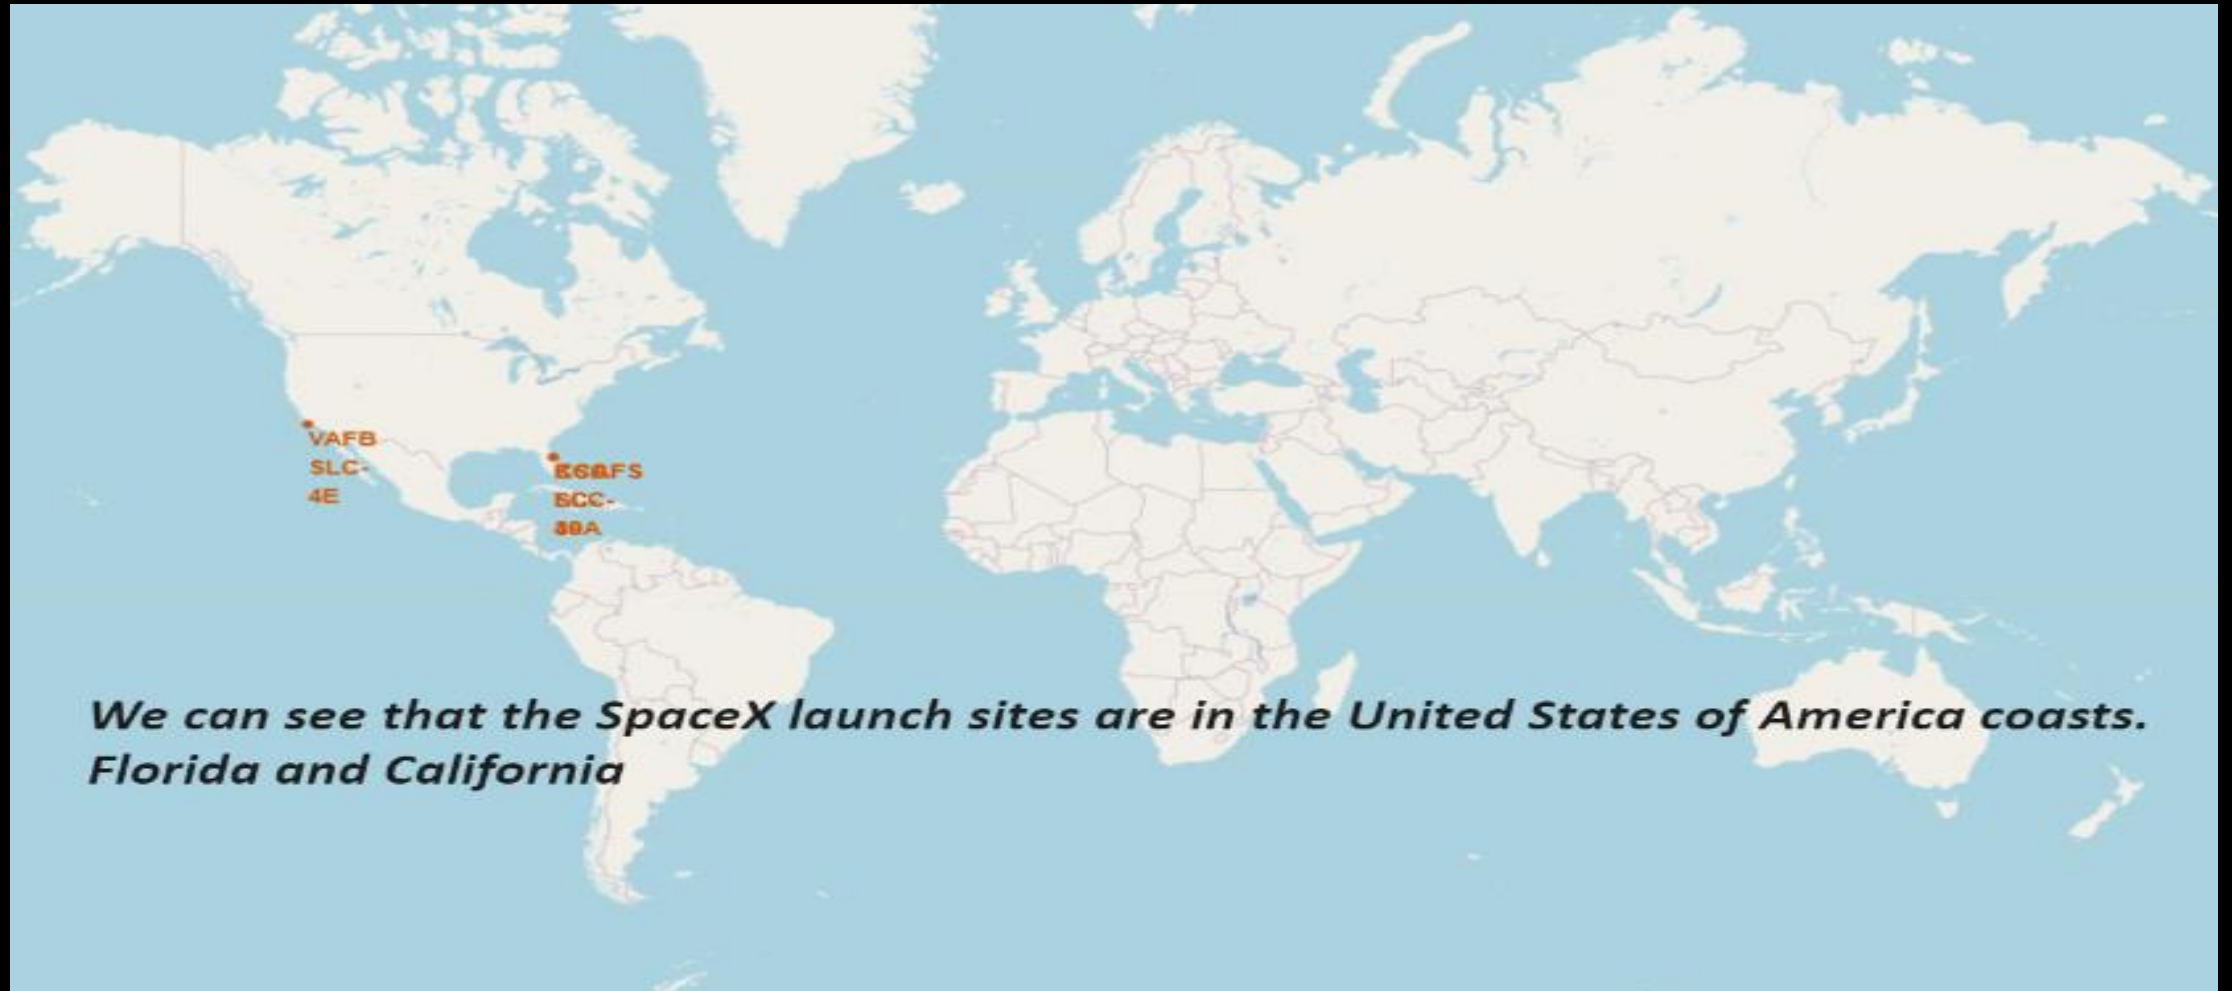 VAFB
SLC-
4E
We can see that the SpaceX launch sites are in the United States of America coasts.
Florida and California